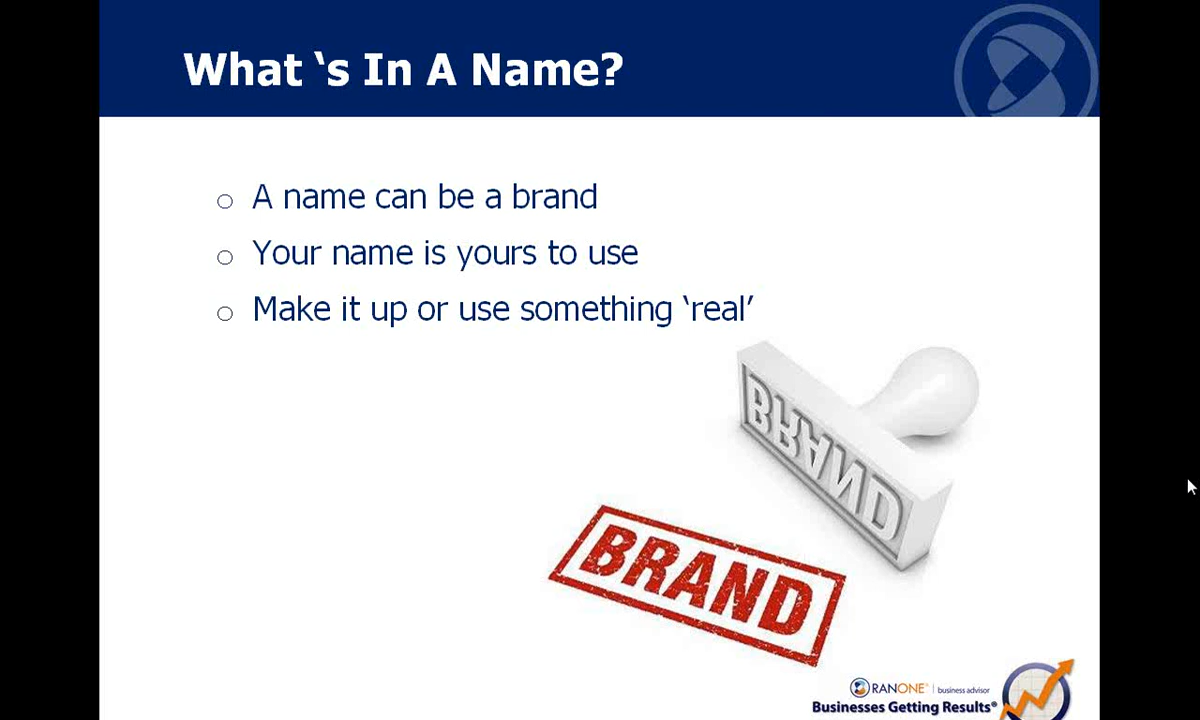 What ‘s In A Name?
o A name can be a brand
o Your name is yours to use
o Make it up or use something ‘real’
BRAND
BRAND
RANONE® | business advisor
Businesses Getting Results®